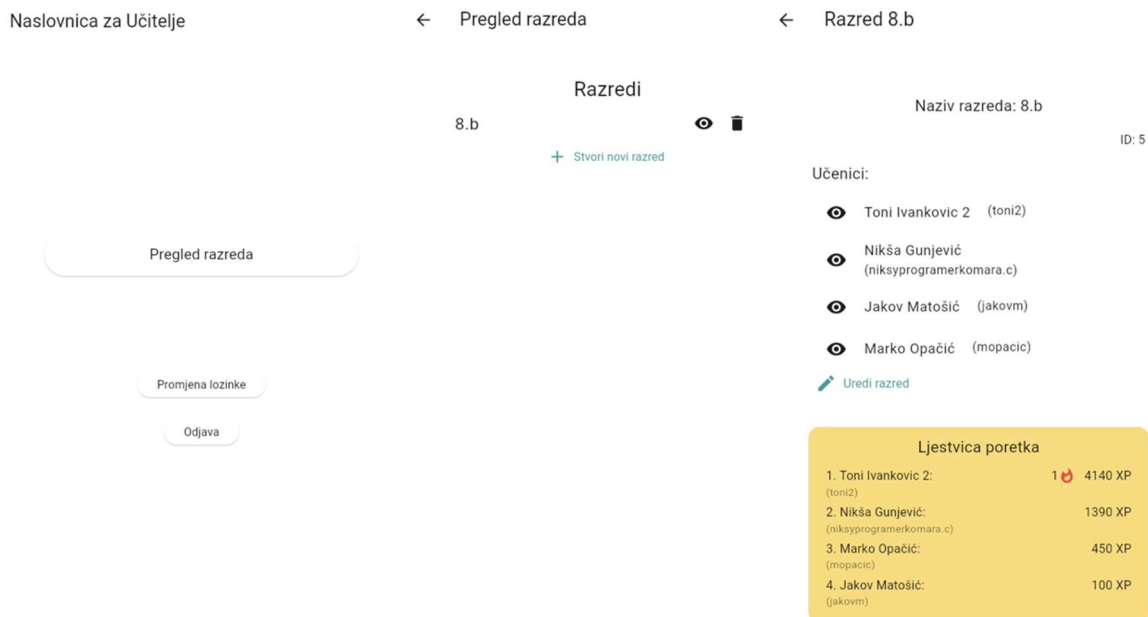 Naslovnica za Učitelje
Pregled razreda
Promjena lozinke
Odjava
Pregled razreda
Razredi
8.b
Stvori novi razred
Razred 8.b
Naziv razreda: 8.b
ID: 5
Učenici:
Toni Ivankovic 2 (toni2)
Nikša Gunjević
(niksyprogramerkomara.c)
Jakov Matošić (jakovm)
Marko Opačić (mopacic)
Uredi razred
Ljestvica poretka
1. Toni Ivankovic 2: 1 4140 XP
(toni2)
2. Nikša Gunjević: 1390 XP
(niksyprogramerkomara.c)
3. Marko Opačić: 450 XP
(mopacic)
4. Jakov Matošić: 100 XP
(jakovm)